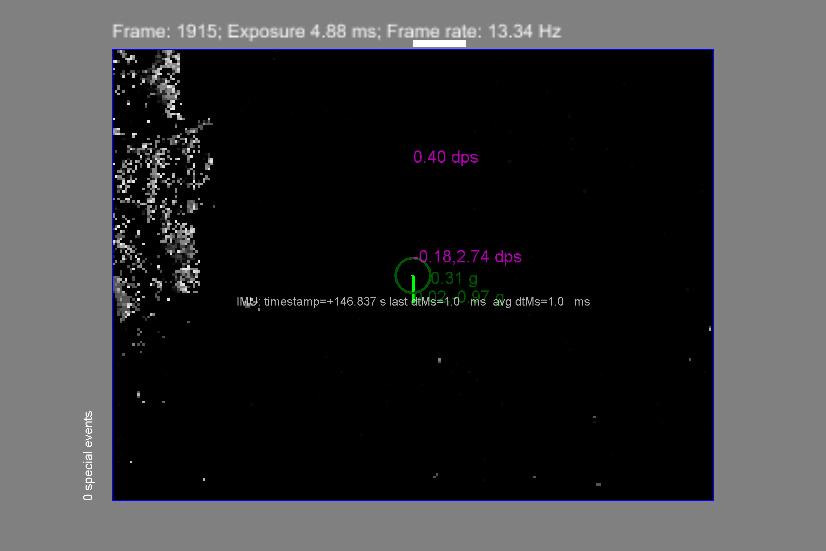 Frame: 1915; Exposure 4.88 ms; Frame rate: 13.34 Hz
0.40 dps
-0.18,2.74 dps
0.31 g
-0.97 g
IMU: timestamp=+146.837 s last dtMs=1.0 ms avg dtMs=1.0 ms
0 special events